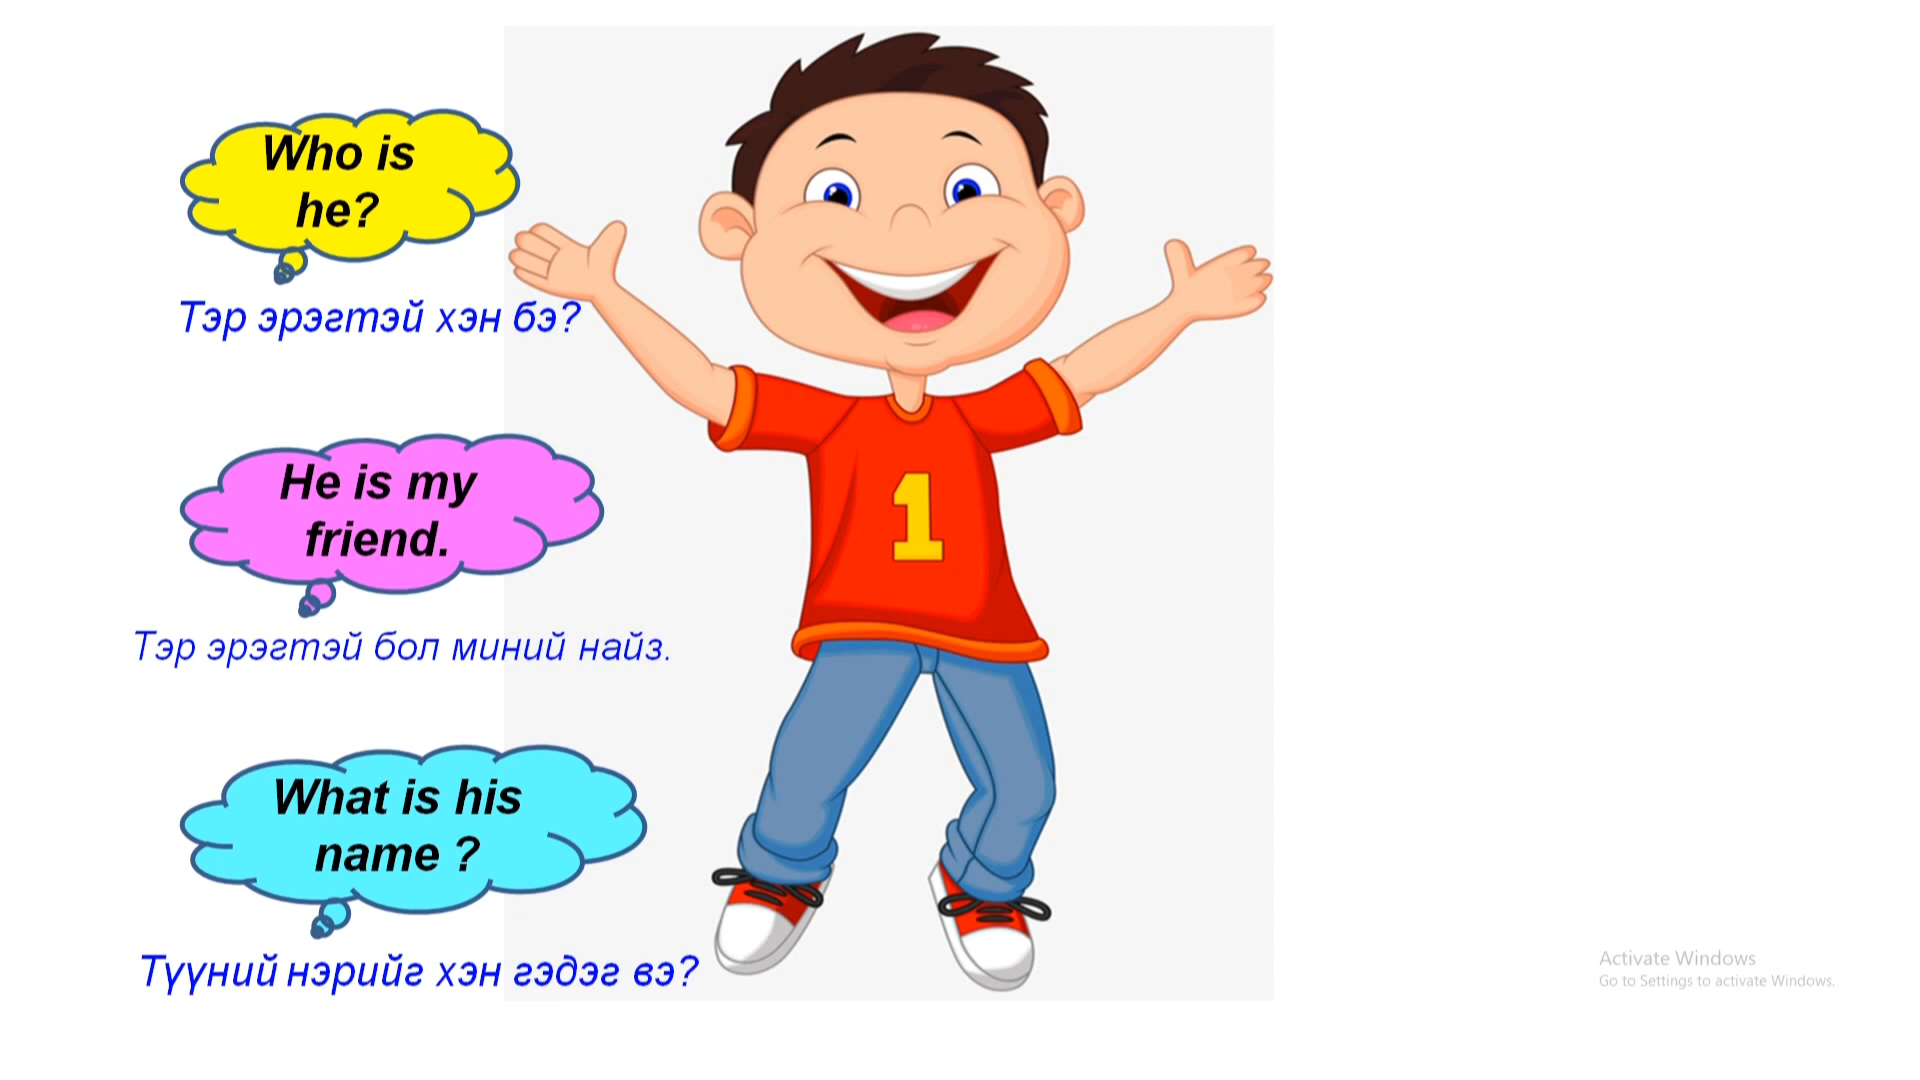 Who is
he?
Тэр эрэгтэй хэн бэ?
He is my
friend.
Тэр эрэгтэй бол миний найз.
1
What is his
name ?
Түүний нэрийг хэн гэдэг вэ?
Activate Windows
Go to Settings to activate Windows.